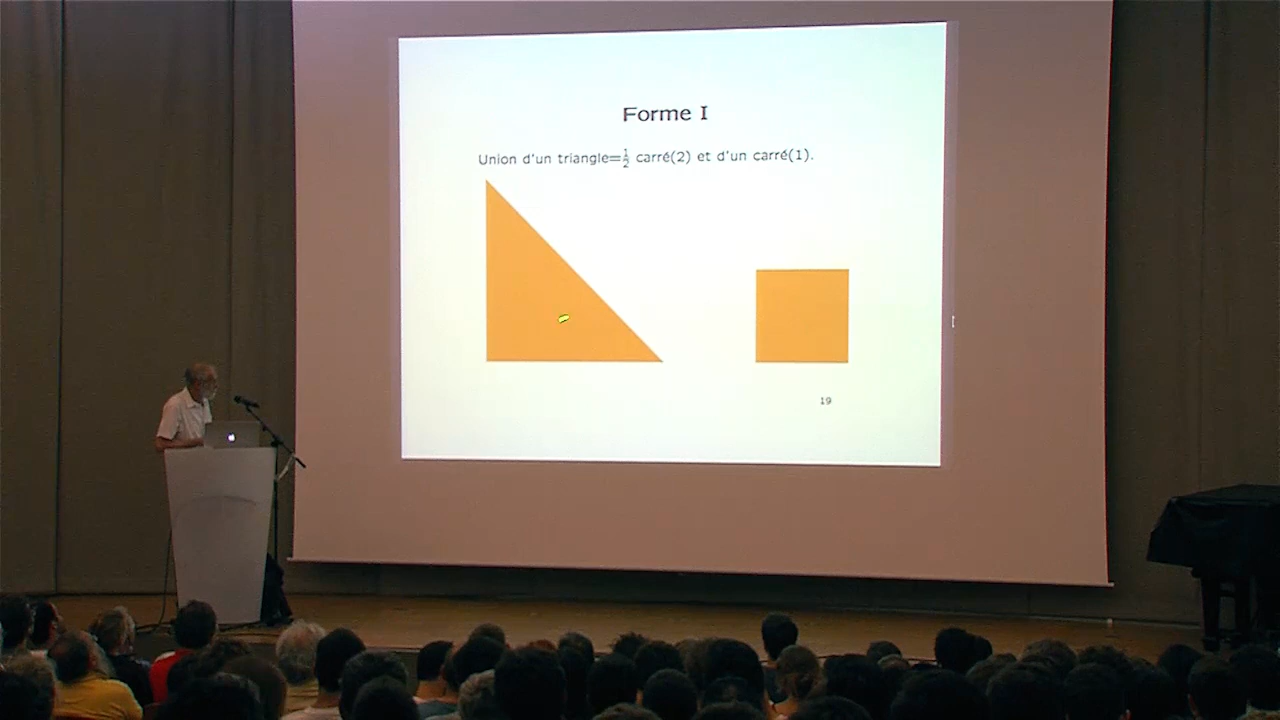 Forme I
Union d'un triangle=½ carré(2) et d'un carré(1).
19